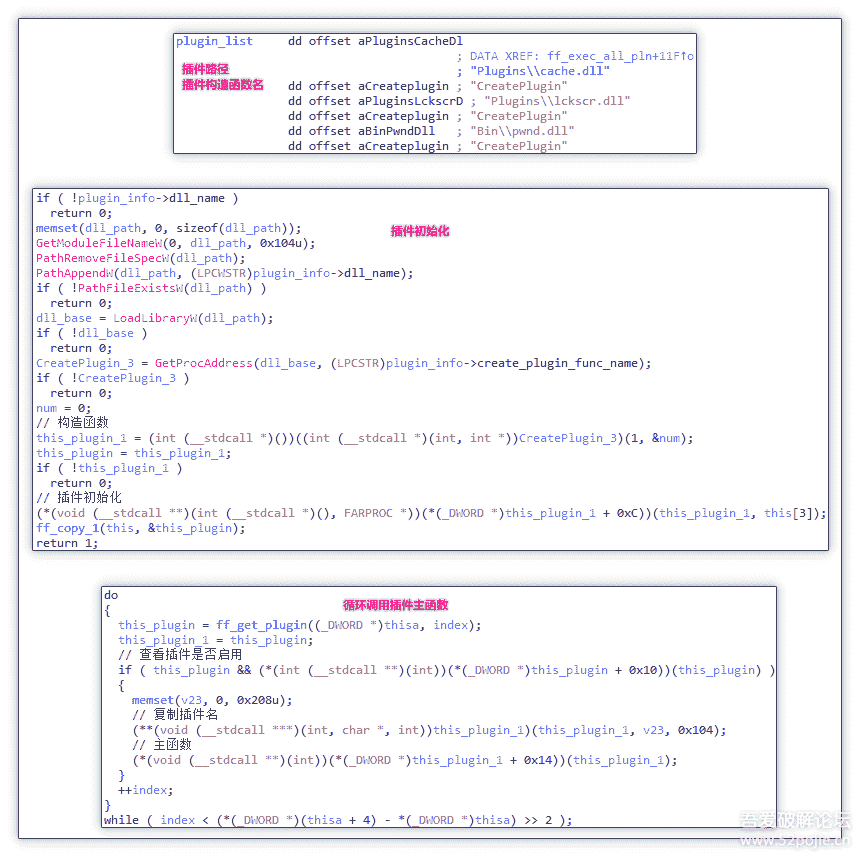 plugin_list dd offset aPluginsCacheDl
; DATA XREF: ff_exec_all_pln+11F↑o
插件路径 ; "Plugins\\cache.dll"
插件构造函数名 dd offset aCreateplugin ; "CreatePlugin"
dd offset aPluginsLckscrD ; "Plugins\\lckscr.dll"
dd offset aCreateplugin ; "CreatePlugin"
dd offset aBinPwndDll ; "Bin\\pwnd.dll"
dd offset aCreateplugin ; "CreatePlugin"
if ( !plugin_info->dll_name )
return 0;
memset(dll_path, 0, sizeof(dll_path));
插件初始化
GetModuleFileNameW(0, dll_path, 0x104u);
PathRemoveFileSpecW(dll_path);
PathAppendW(dll_path, (LPCWSTR)plugin_info->dll_name);
if ( !PathFileExistsW(dll_path) )
return 0;
dll_base = LoadLibraryW(dll_path);
if ( !dll_base )
return 0;
CreatePlugin_3 = GetProcAddress(dll_base, (LPCSTR)plugin_info->create_plugin_func_name);
if ( !CreatePlugin_3 )
return 0;
num = 0;
// 构造函数
this_plugin_1 = (int (__stdcall *)())((int (__stdcall *)(int, int *))CreatePlugin_3)(1, &num);
this_plugin = this_plugin_1;
if ( !this_plugin_1 )
return 0;
// 插件初始化
(*(void (__stdcall **)(int (__stdcall *)(), FARPROC *))(*(_DWORD *)this_plugin_1 + 0xC))(this_plugin_1, this[3]);
ff_copy_1(this, &this_plugin);
return 1;
do
{
循环调用插件主函数
this_plugin = ff_get_plugin((_DWORD *)thisa, index);
this_plugin_1 = this_plugin;
// 查看插件是否启用
if ( this_plugin && (*(int (__stdcall **)(int))(*(_DWORD *)this_plugin + 0x10))(this_plugin) )
{
memset(v23, 0, 0x208u);
// 复制插件名
(**(void (__stdcall ***)(int, char *, int))this_plugin_1)(this_plugin_1, v23, 0x104);
// 主函数
(*(void (__stdcall **)(int))(*(_DWORD *)this_plugin_1 + 0x14))(this_plugin_1);
}
++index;
}
while ( index < (*(_DWORD *)(thisa + 4) - *(_DWORD *)thisa) >> 2 );
吾爱破解论坛
www.52pojie.cn